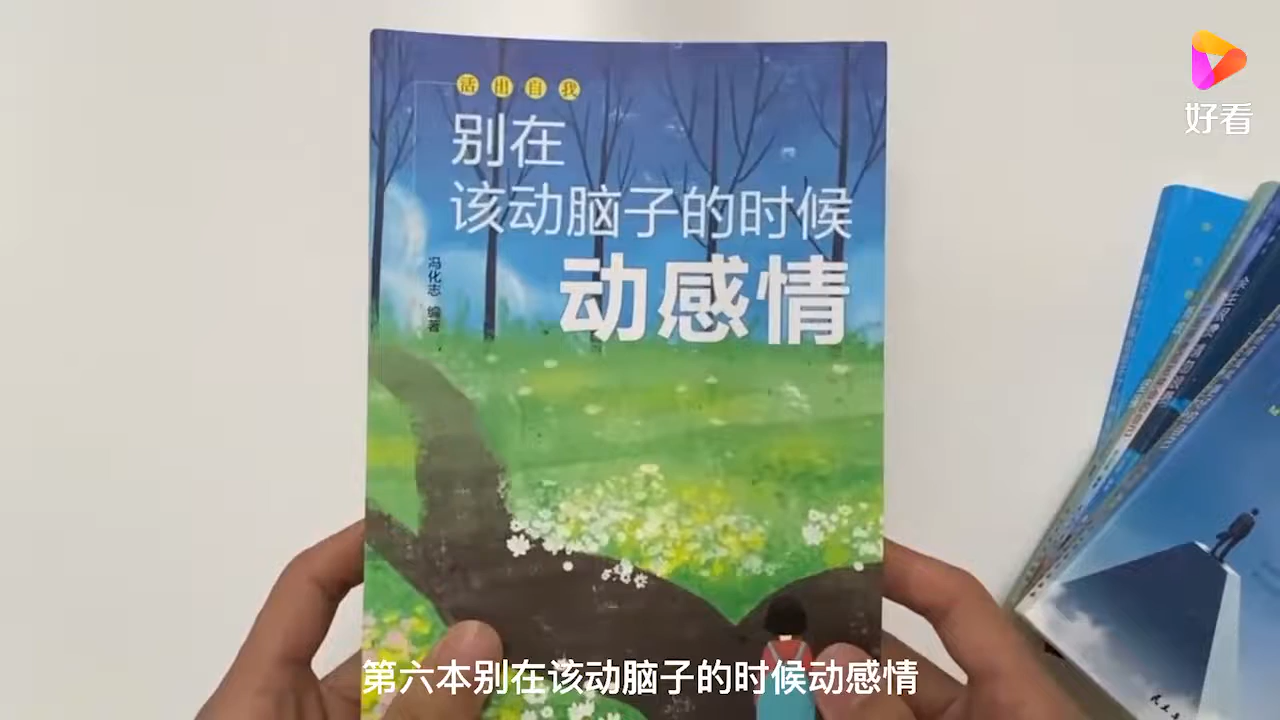 活出自我
别在
该动脑子的时候
动感情
冯化志 编著
好看
第六本别在该动脑子的时候动感情